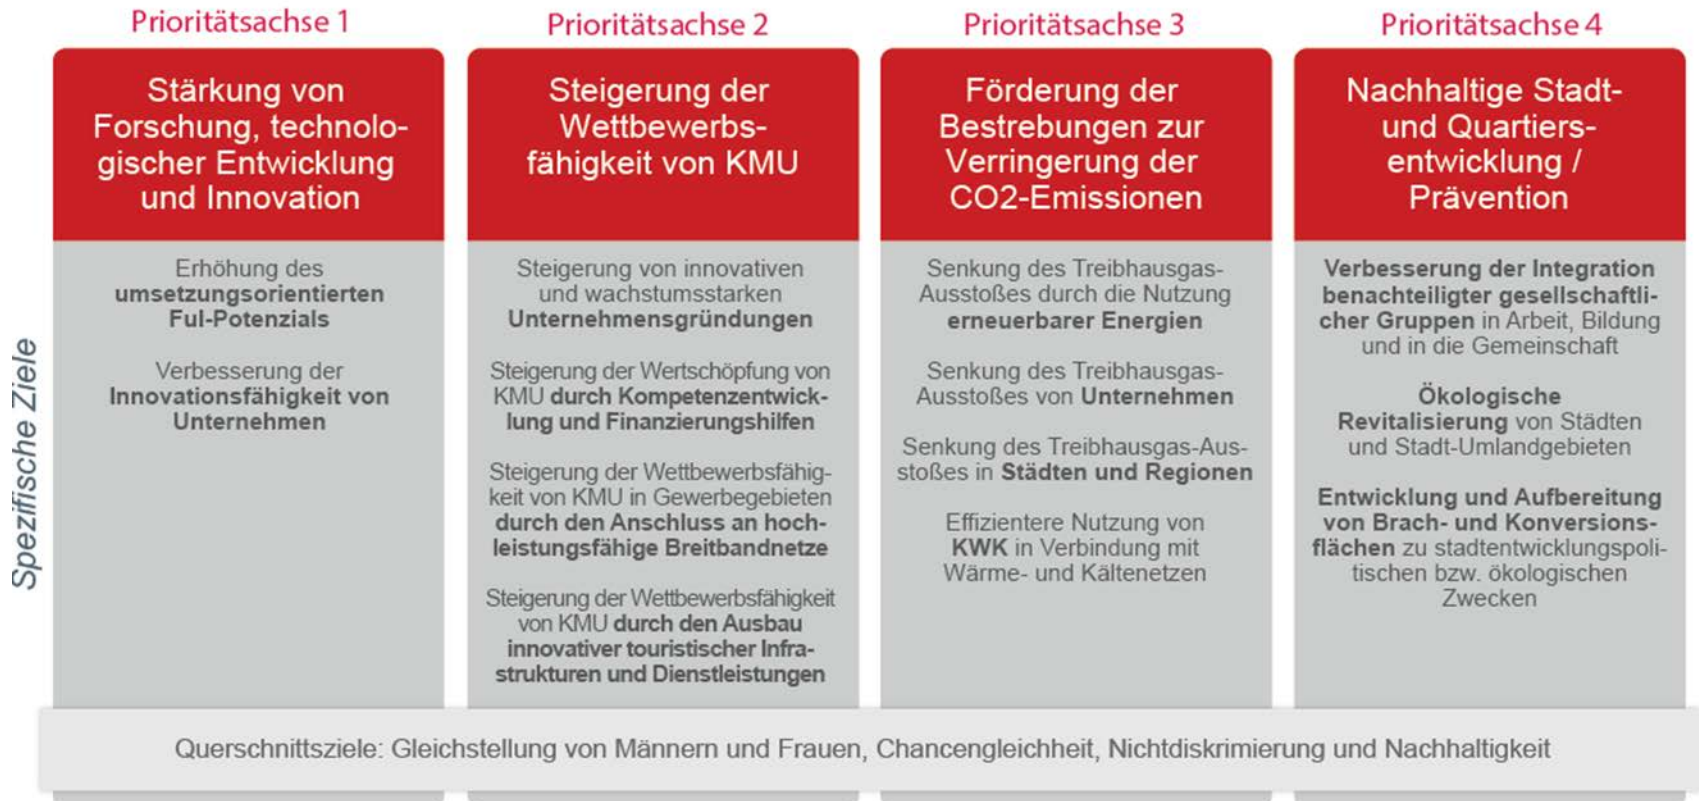 Prioritätsachse 1
Stärkung von
Forschung, technolo-
gischer Entwicklung
und Innovation
Erhöhung des
umsetzungsorientierten
FuI-Potenzials
Verbesserung der
Innovationsfähigkeit von
Unternehmen
Prioritätsachse 2
Steigerung der
Wettbewerbs-
fähigkeit von KMU
Steigerung von innovativen
und wachstumsstarken
Unternehmensgründungen
Steigerung der Wertschöpfung von
KMU durch Kompetenzentwick-
lung und Finanzierungshilfen
Steigerung der Wettbewerbsfähig-
keit von KMU in Gewerbegebieten
durch den Anschluss an hoch-
leistungsfähige Breitbandnetze
Steigerung der Wettbewerbsfähigkeit
von KMU durch den Ausbau
innovativer touristischer Infra-
strukturen und Dienstleistungen
Prioritätsachse 3
Förderung der
Bestrebungen zur
Verringerung der
CO2-Emissionen
Senkung des Treibhausgas-
Ausstoßes durch die Nutzung
erneuerbarer Energien
Senkung des Treibhausgas-
Ausstoßes von Unternehmen
Senkung des Treibhausgas-Aus-
stoßes in Städten und Regionen
Effizientere Nutzung von
KWK in Verbindung mit
Wärme- und Kältenetzen
Prioritätsachse 4
Nachhaltige Stadt-
und Quartiers-
entwicklung /
Prävention
Verbesserung der Integration
benachteiligter gesellschaftli-
cher Gruppen in Arbeit, Bildung
und in die Gemeinschaft
Ökologische
Revitalisierung von Städten
und Stadt-Umlandgebieten
Entwicklung und Aufbereitung
von Brach- und Konversions-
flächen zu stadtentwicklungspoli-
tischen bzw. ökologischen
Zwecken
Spezifische Ziele
Querschnittsziele: Gleichstellung von Männern und Frauen, Chancengleichheit, Nichtdiskrimierung und Nachhaltigkeit